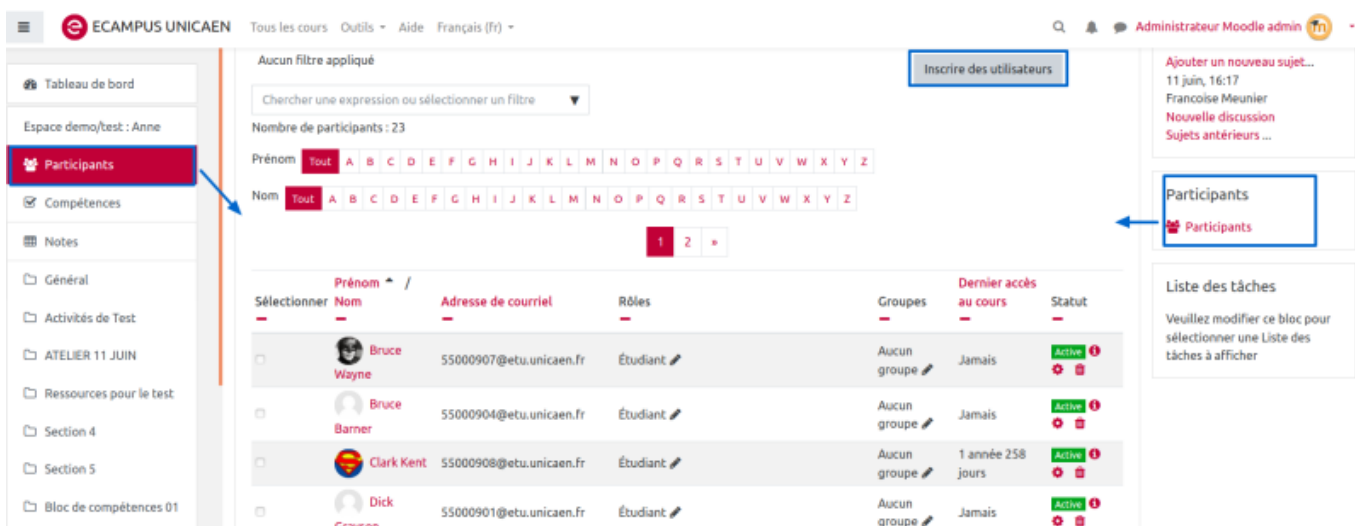 ECAMPUS UNICAEN Tous les cours Outils Aide Français (fr) Administrateur Moodle admin
Tableau de bord
Espace demo/test : Anne
Participants
Compétences
Notes
Général
Activités de Test
ATELIER 11 JUIN
Ressources pour le test
Section 4
Section 5
Bloc de compétences 01
Aucun filtre appliqué
Inscrire des utilisateurs
Chercher une expression ou sélectionner un filtre ▼
Nombre de participants : 23
Prénom Tout A B C D E F G H I J K L M N O P Q R S T U V W X Y Z
Nom Tout A B C D E F G H I J K L M N O P Q R S T U V W X Y Z
1 2 »
Sélectionner Prénom / Nom Adresse de courriel Rôles Groupes Dernier accès au cours Statut
Bruce Wayne 55000907@etu.unicaen.fr Étudiant Aucun groupe Jamais Active
Bruce Barner 55000904@etu.unicaen.fr Étudiant Aucun groupe Jamais Active
Clark Kent 55000908@etu.unicaen.fr Étudiant Aucun groupe 1 année 258 jours Active
Dick Grayson 55000901@etu.unicaen.fr Étudiant Aucun groupe Jamais Active
Ajouter un nouveau sujet...
11 juin, 16:17
Francoise Meunier
Nouvelle discussion
Sujets antérieurs ...
Participants
Participants
Liste des tâches
Veuillez modifier ce bloc pour
sélectionner une Liste des
tâches à afficher